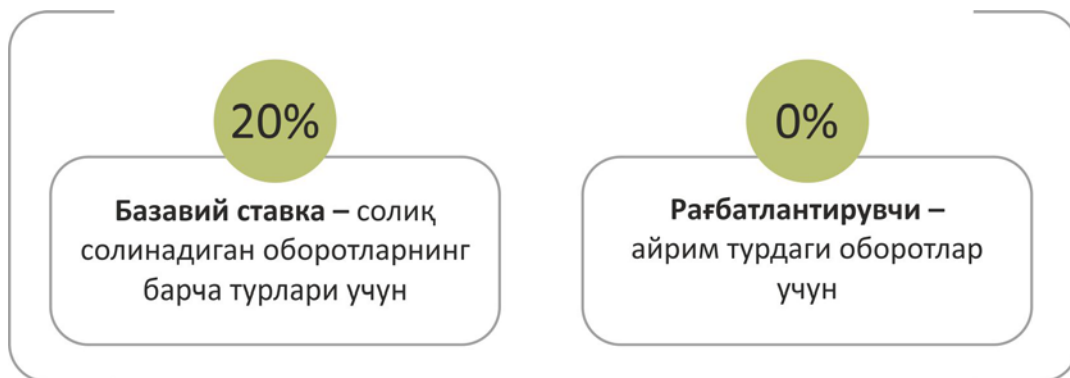 20%
Базавий ставка – солиқ
солинадиган оборотларнинг
барча турлари учун
0%
Рағбатлантирувчи –
айрим турдаги оборотлар
учун